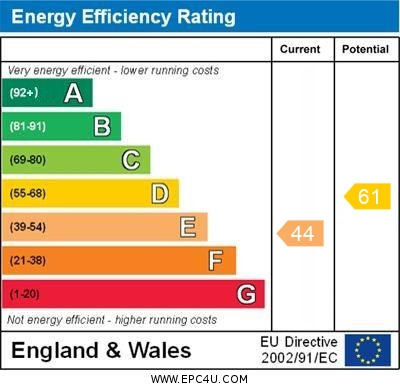 Energy Efficiency Rating
Current Potential
Very energy efficient - lower running costs
(92+) A
(81-91) B
(69-80) C
(55-68) D
61
(39-54) E
44
(21-38) F
(1-20) G
Not energy efficient - higher running costs
England & Wales
EU Directive
2002/91/EC
WWW.EPC4U.COM